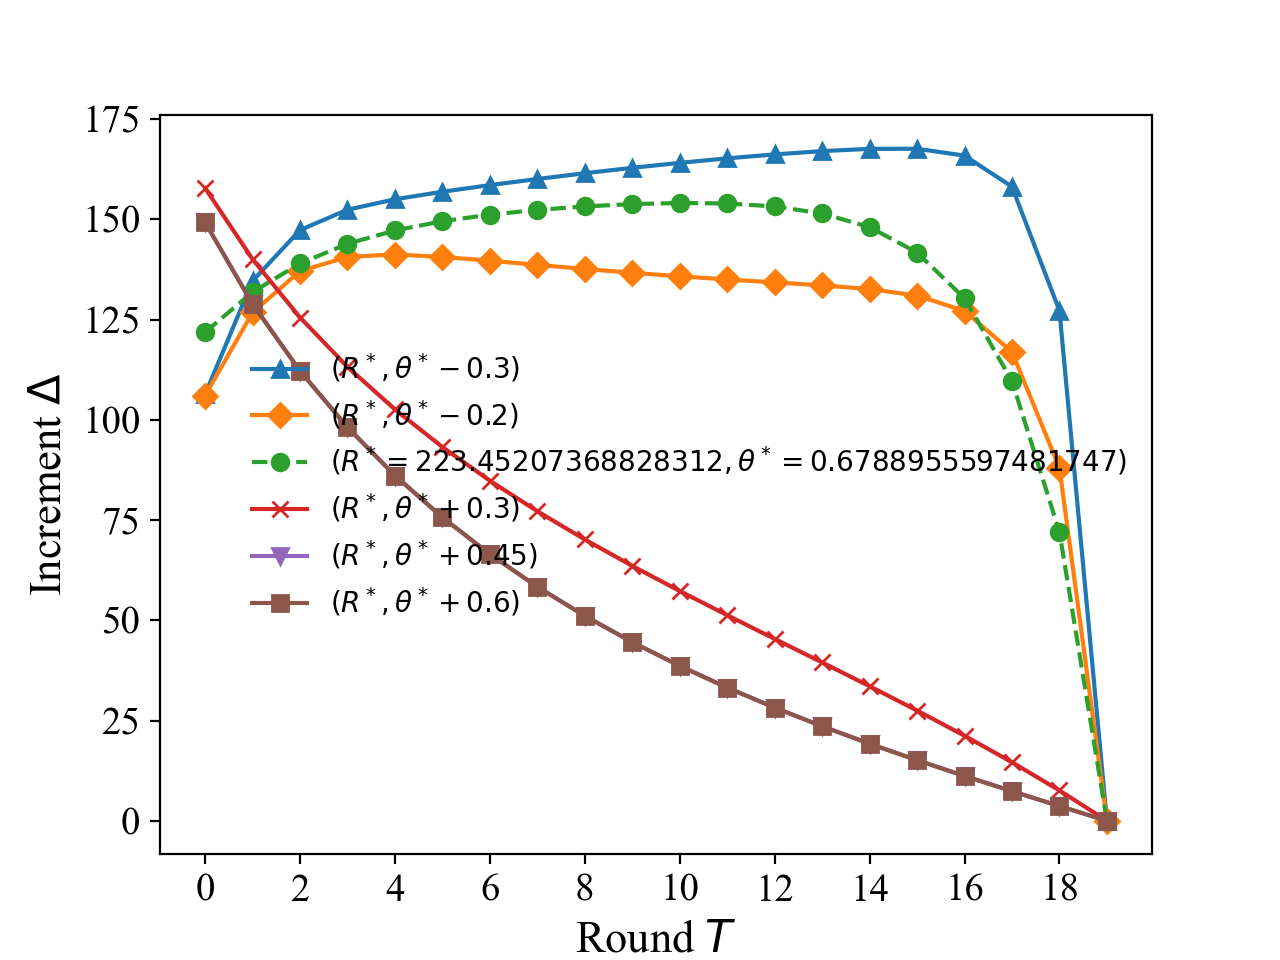 175
150
125
100
75
50
25
0
Increment Δ
(R*, θ* − 0.3)
(R*, θ* − 0.2)
(R* = 223.45207368828312, θ* = 0.6788955597481747)
(R*, θ* + 0.3)
(R*, θ* + 0.45)
(R*, θ* + 0.6)
0 2 4 6 8 10 12 14 16 18
Round T